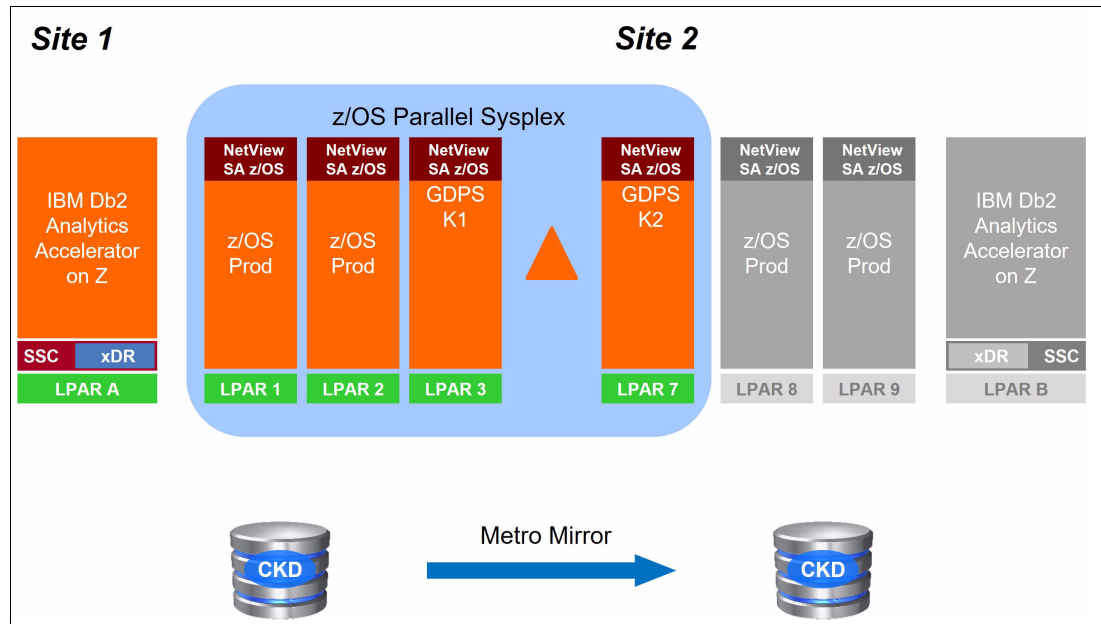 Site 1
Site 2
z/OS Parallel Sysplex
IBM Db2
Analytics
Accelerator
on Z
SSC
xDR
LPAR A
NetView
SA z/OS
z/OS
Prod
LPAR 1
NetView
SA z/OS
z/OS
Prod
LPAR 2
NetView
SA z/OS
GDPS
K1
LPAR 3
NetView
SA z/OS
GDPS
K2
LPAR 7
NetView
SA z/OS
z/OS
Prod
LPAR 8
NetView
SA z/OS
z/OS
Prod
LPAR 9
IBM Db2
Analytics
Accelerator
on Z
xDR
SSC
LPAR B
CKD
Metro Mirror
CKD